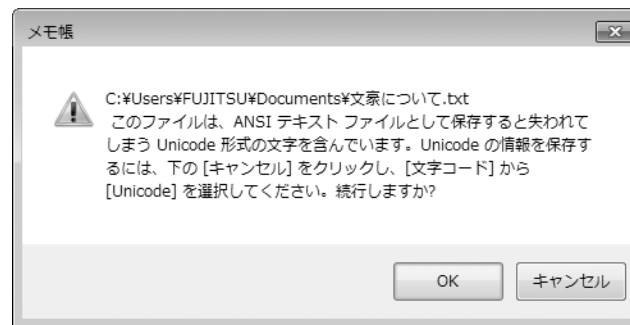 メモ帳
C:¥Users¥FUJITSU¥Documents¥文豪について.txt
このファイルは、ANSI テキスト ファイルとして保存すると失われて
しまう Unicode 形式の文字を含んでいます。Unicode の情報を保存す
るには、下の [キャンセル] をクリックし、[文字コード] から
[Unicode] を選択してください。続行しますか?
OK
キャンセル